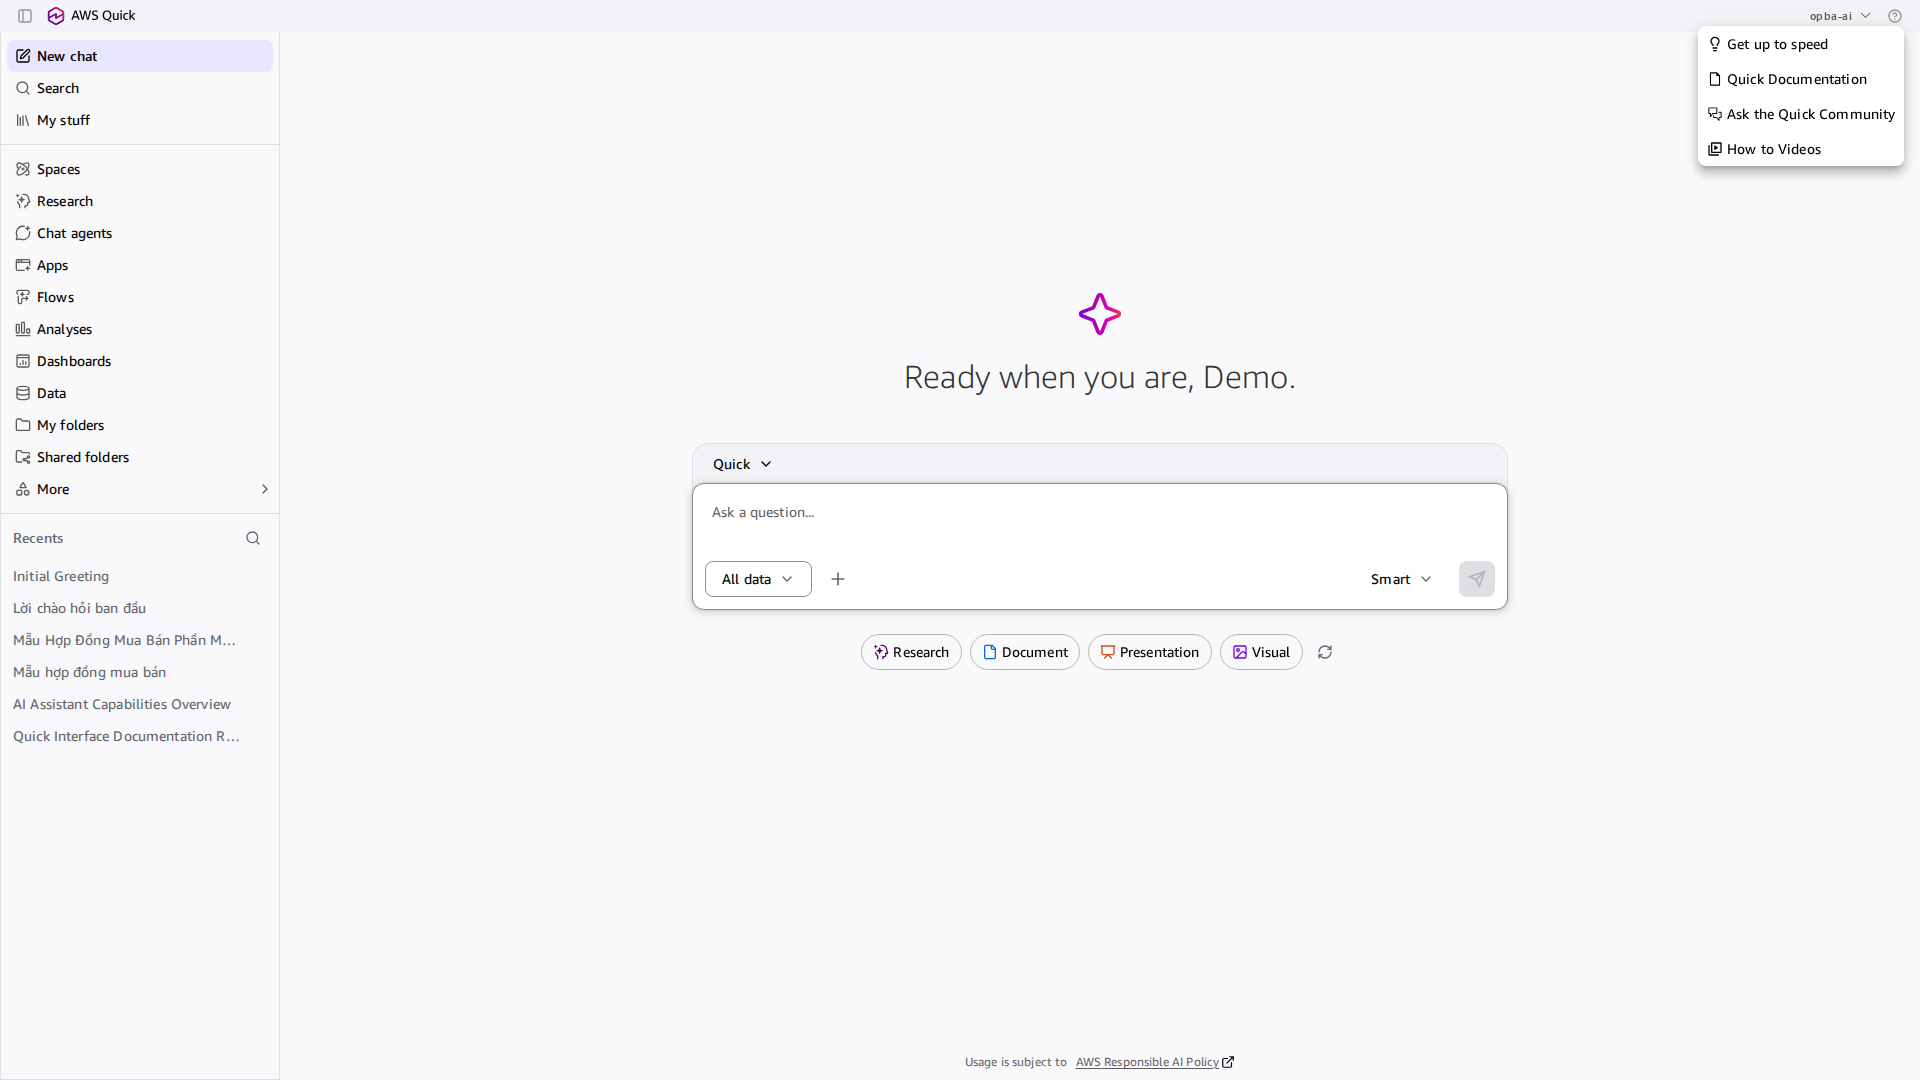 AWS Quick
opba-ai
New chat
Search
My stuff
Spaces
Research
Chat agents
Apps
Flows
Analyses
Dashboards
Data
My folders
Shared folders
More
Recents
Initial Greeting
Lời chào hỏi ban đầu
Mẫu Hợp Đồng Mua Bán Phần M...
Mẫu hợp đồng mua bán
AI Assistant Capabilities Overview
Quick Interface Documentation R...
Get up to speed
Quick Documentation
Ask the Quick Community
How to Videos
Ready when you are, Demo.
Quick
Ask a question...
All data
Smart
Research
Document
Presentation
Visual
Usage is subject to AWS Responsible AI Policy